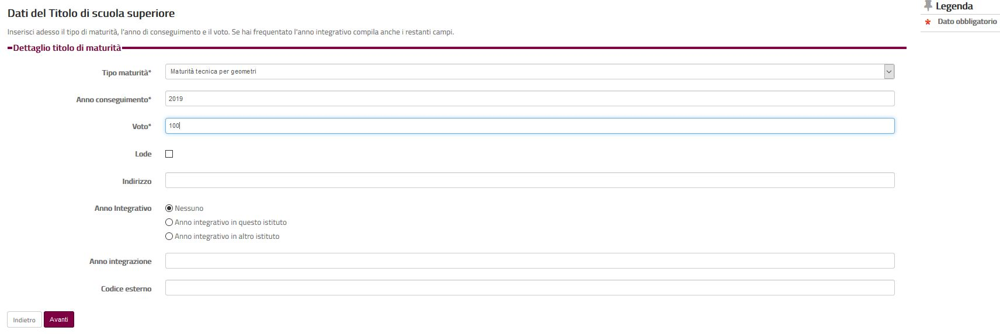 Dati del Titolo di scuola superiore
Inserisci adesso il tipo di maturità, l'anno di conseguimento e il voto. Se hai frequentato l'anno integrativo compila anche i restanti campi.
Dettaglio titolo di maturità
Tipo maturità* Maturità tecnica per geometri
Anno conseguimento* 2019
Voto* 100
Lode
Indirizzo
Anno Integrativo Nessuno
Anno integrativo in questo istituto
Anno integrativo in altro istituto
Anno integrazione
Codice esterno
Indietro Avanti
Legenda
* Dato obbligatorio